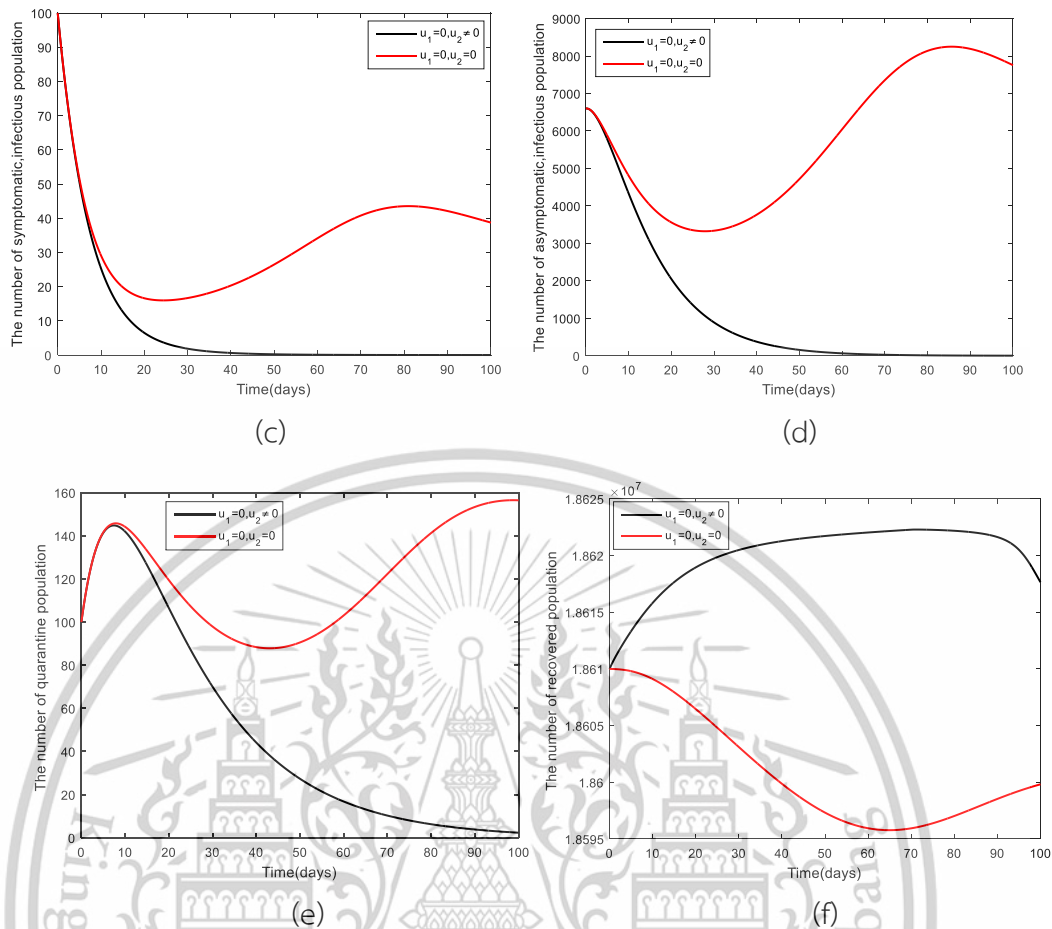 100
90
80
70
60
50
40
30
20
10
0
The number of symptomatic,infectious population
u₁=0,u₂≠0
u₁=0,u₂=0
0 10 20 30 40 50 60 70 80 90 100
Time(days)
(c)
9000
8000
7000
6000
5000
4000
3000
2000
1000
0
The number of asymptomatic,infectious population
u₁=0,u₂≠0
u₁=0,u₂=0
0 10 20 30 40 50 60 70 80 90 100
Time(days)
(d)
160
140
120
100
80
60
40
20
0
The number of quarantine population
u₁=0,u₂≠0
u₁=0,u₂=0
0 10 20 30 40 50 60 70 80 90 100
Time(days)
(e)
× 10⁷
1.8625
1.862
1.8615
1.861
1.8605
1.86
1.8595
The number of recovered population
u₁=0,u₂≠0
u₁=0,u₂=0
0 10 20 30 40 50 60 70 80 90 100
Time(days)
(f)